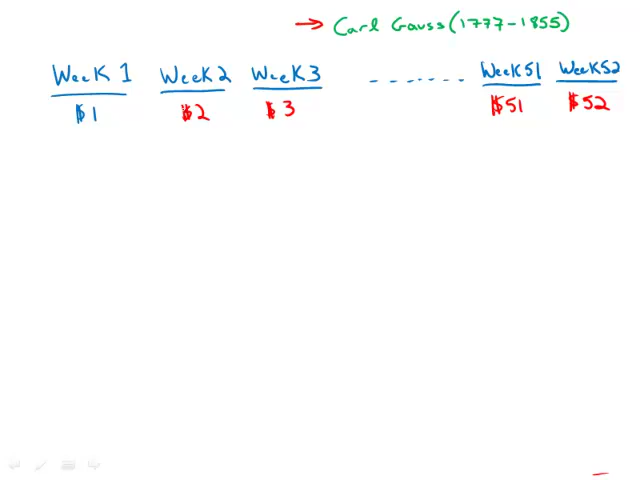 → Carl Gauss (1777-1855)
Week 1 Week 2 Week 3 ------- Week 51 Week 52
$1 $2 $3 $51 $52